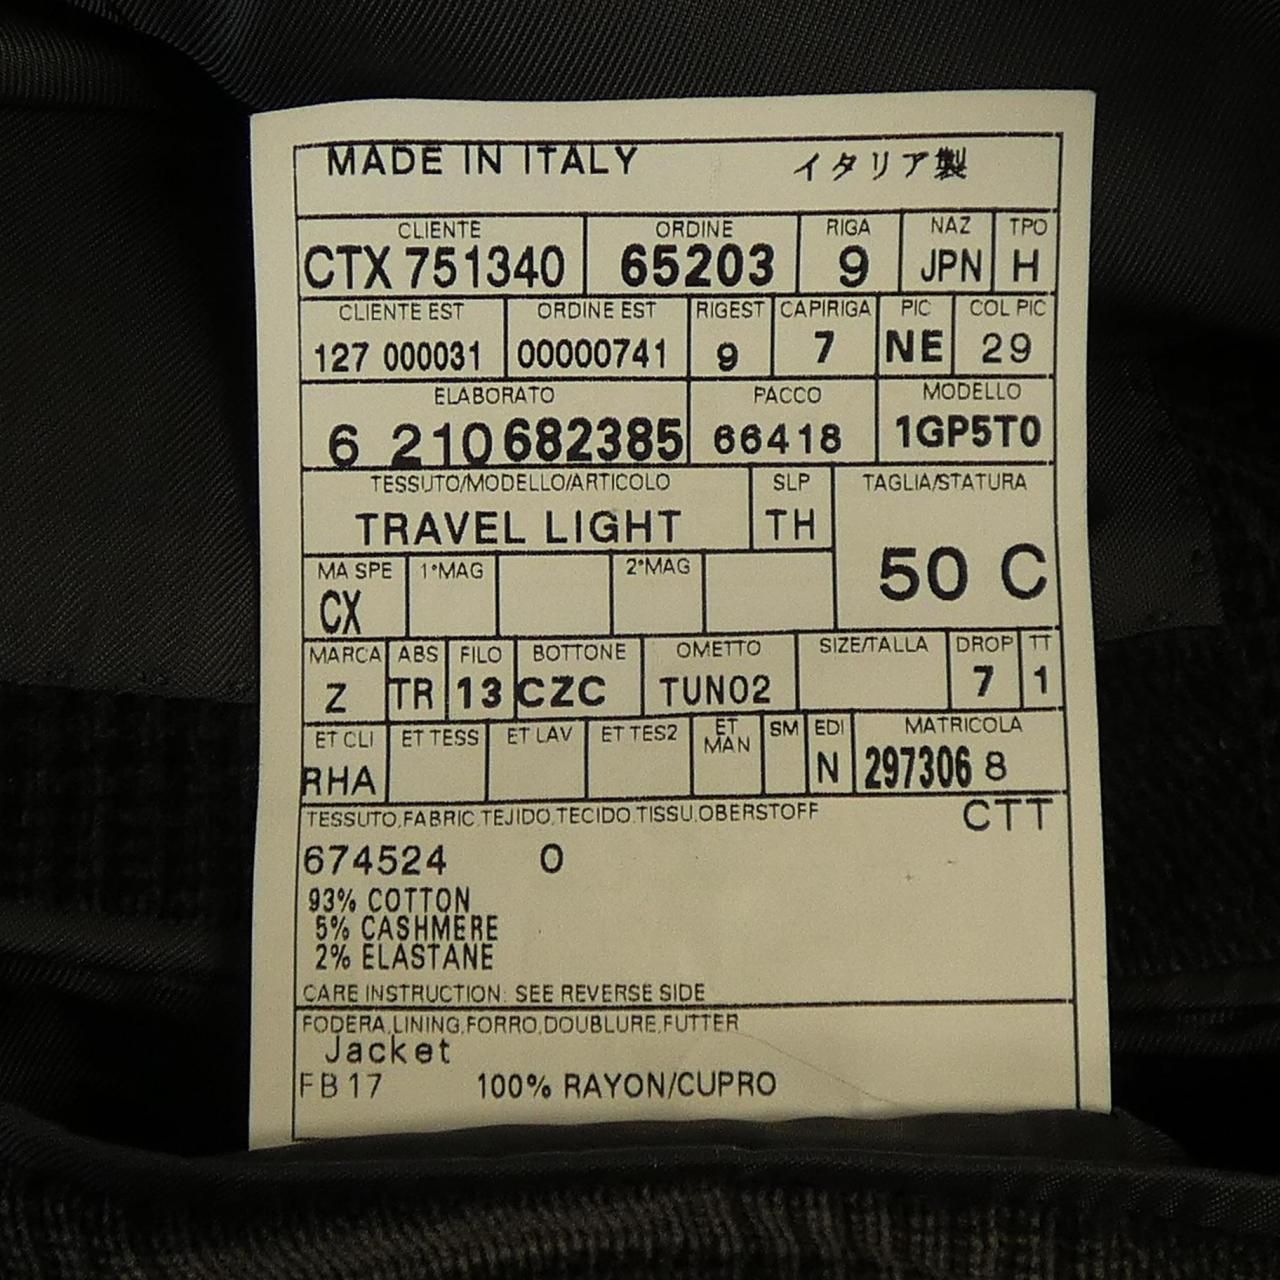 MADE IN ITALY イタリア製
CLIENTE ORDINE RIGA NAZ TPO
CTX 751340 65203 9 JPN H
CLIENTE EST ORDINE EST RIGEST CAPIRIGA PIC COL PIC
127 000031 00000741 9 7 NE 29
ELABORATO PACCO MODELLO
6 210 682385 66418 1GP5T0
TESSUTO/MODELLO/ARTICOLO SLP TAGLIA/STATURA
TRAVEL LIGHT TH
50 C
MA SPE 1°MAG 2°MAG
CX
MARCA ABS FILO BOTTONE OMETTO SIZE/TALLA DROP TT
Z TR 13 CZC TUN02 7 1
ET CLI ET TESS ET LAV ET TES2 ET MAN SM EDI MATRICOLA
RHA N 297306 8
TESSUTO,FABRIC,TEJIDO,TECIDO,TISSU,OBERSTOFF CTT
674524 0
93% COTTON
5% CASHMERE
2% ELASTANE
CARE INSTRUCTION: SEE REVERSE SIDE
FODERA,LINING,FORRO,DOUBLURE,FUTTER
Jacket
FB17 100% RAYON/CUPRO